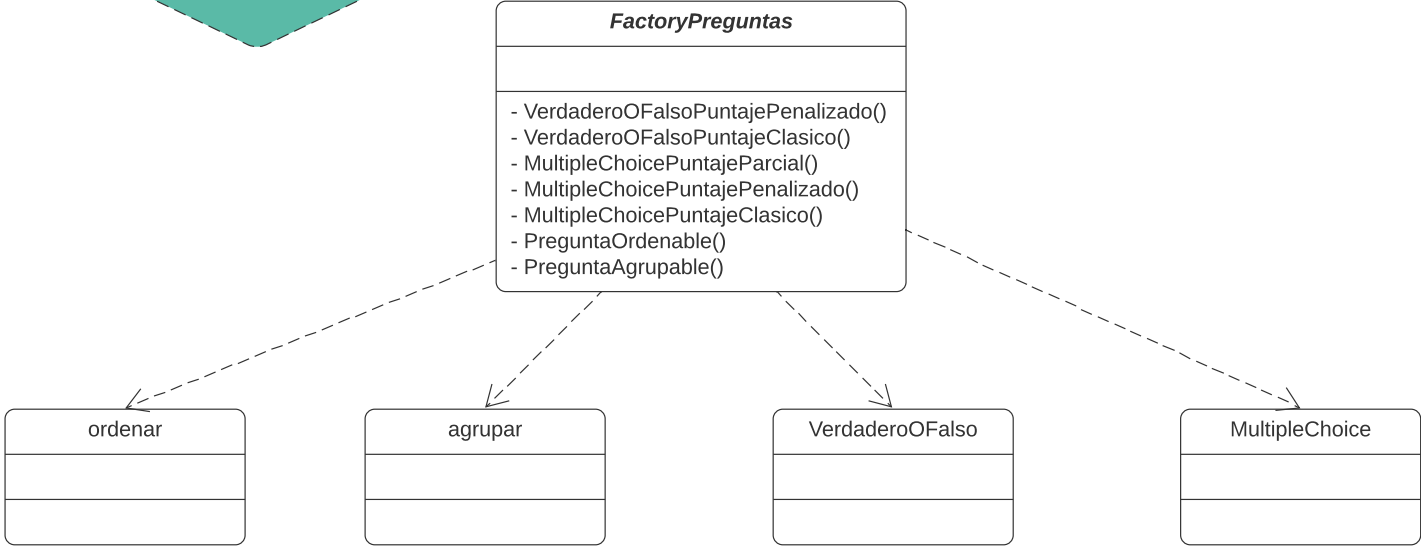 FactoryPreguntas
- VerdaderoOFalsoPuntajePenalizado()
- VerdaderoOFalsoPuntajeClasico()
- MultipleChoicePuntajeParcial()
- MultipleChoicePuntajePenalizado()
- MultipleChoicePuntajeClasico()
- PreguntaOrdenable()
- PreguntaAgrupable()
ordenar
agrupar
VerdaderoOFalso
MultipleChoice